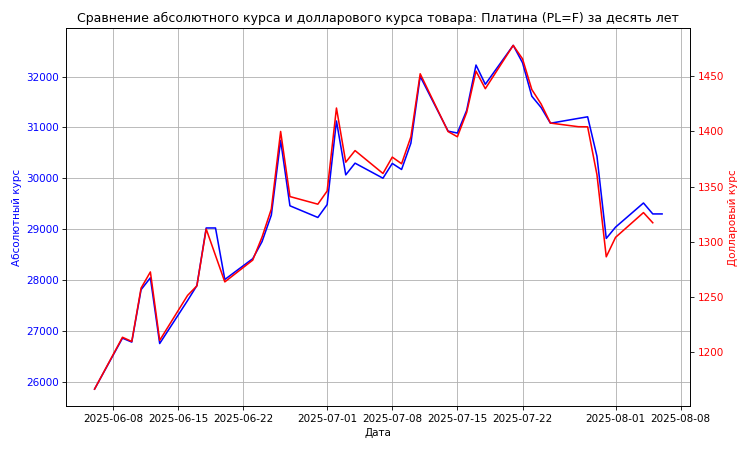 Сравнение абсолютного курса и долларового курса товара: Платина (PL=F) за десять лет
Абсолютный курс
32000
31000
30000
29000
28000
27000
26000
1450
1400
1350
1300
1250
1200
Долларовый курс
2025-06-08 2025-06-15 2025-06-22 2025-07-01 2025-07-08 2025-07-15 2025-07-22 2025-08-01 2025-08-08
Дата